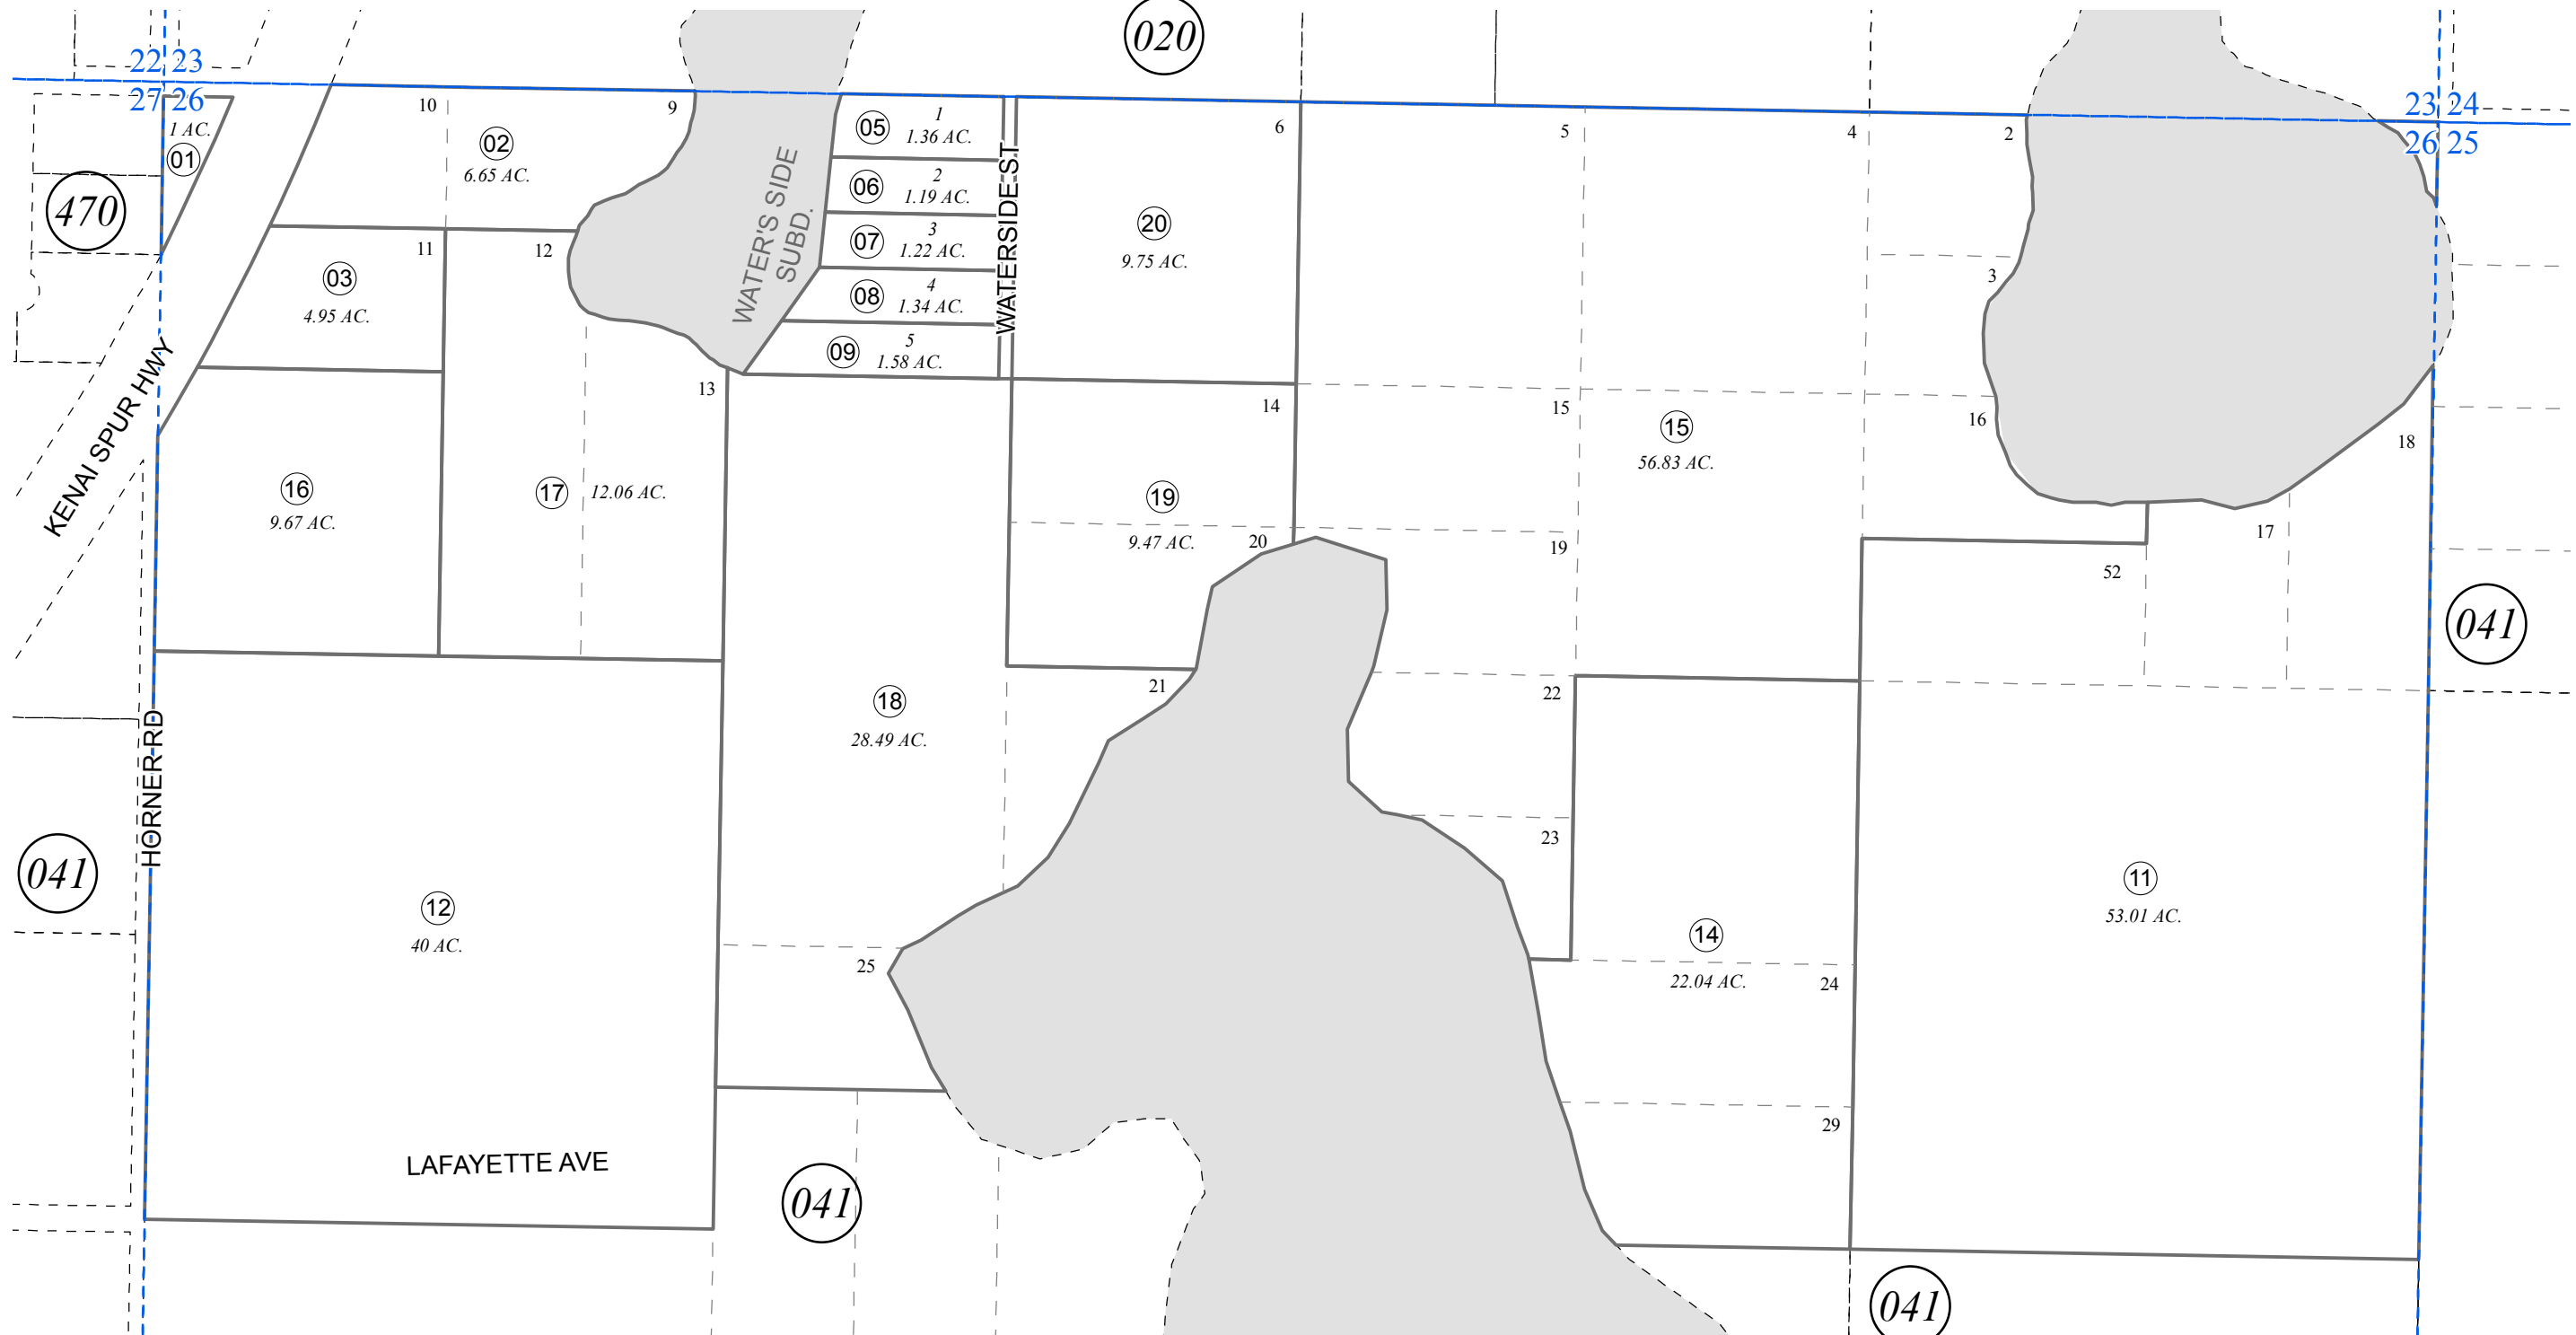 020
22 23
27 26
23 24
26 25
1 AC.
01
470
10
02
6.65 AC.
9
WATER'S SIDE
SUBD.
05
1
1.36 AC.
06
2
1.19 AC.
07
3
1.22 AC.
08
4
1.34 AC.
09
5
1.58 AC.
WATERSIDE ST
6
20
9.75 AC.
5
4
2
3
11
12
03
4.95 AC.
KENAI SPUR HWY
13
14
15
15
56.83 AC.
16
18
16
9.67 AC.
17
12.06 AC.
19
9.47 AC.
20
19
17
52
041
21
22
18
28.49 AC.
HORNER RD
23
041
12
40 AC.
11
53.01 AC.
14
22.04 AC.
25
24
29
LAFAYETTE AVE
041
041